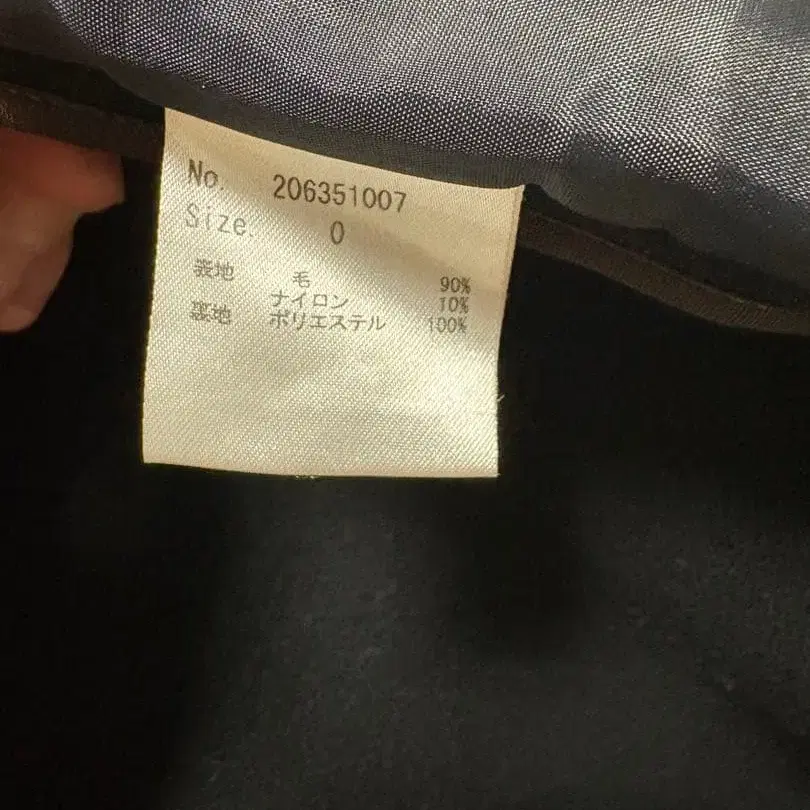 No. 206351007
Size. 0
表地 毛 90%
ナイロン 10%
裏地 ポリエステル 100%